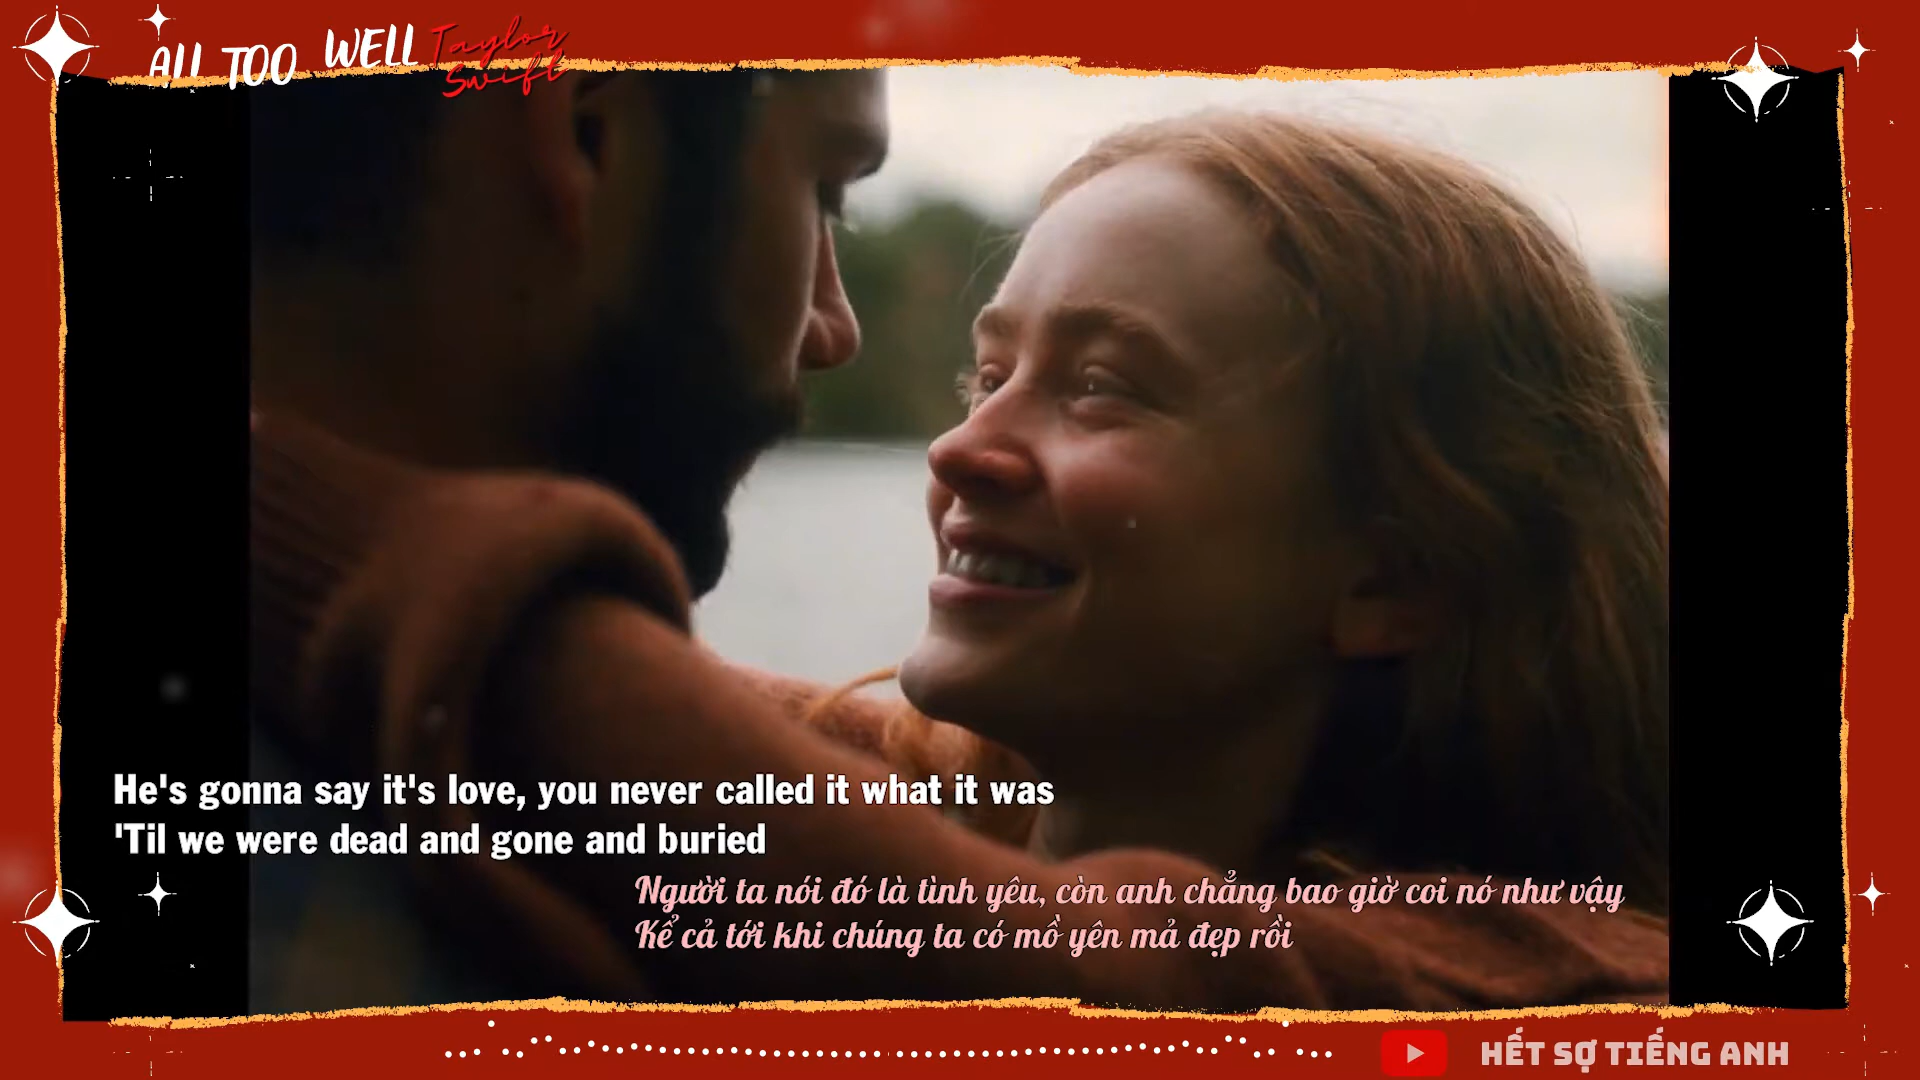 All TOO WELL Taylor
Swift
He's gonna say it's love, you never called it what it was
'Til we were dead and gone and buried
Người ta nói đó là tình yêu, còn anh chẳng bao giờ coi nó như vậy
Kể cả tới khi chúng ta có mồ yên mả đẹp rồi
HẾT SỢ TIẾNG ANH